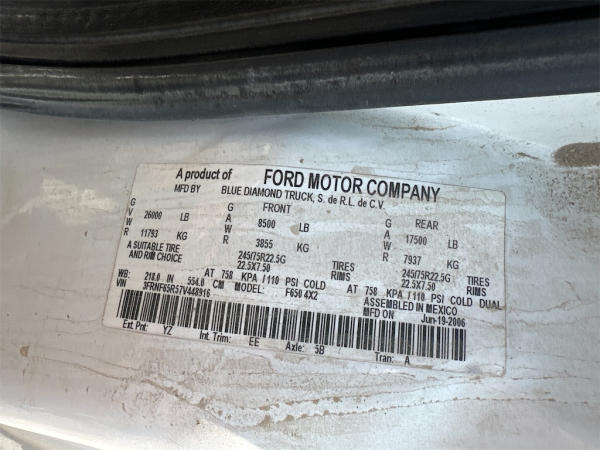 A product of FORD MOTOR COMPANY
MFD BY BLUE DIAMOND TRUCK, S. de R.L. de C.V.
G FRONT REAR
V 26000 LB G A 8500 LB G A 17500 LB
W W W
R 11793 KG R 3855 KG R 7937 KG
A SUITABLE TIRE 245/75R22.5G 245/75R22.5G
AND RIM CHOICE 22.5X7.50 22.5X7.50
AT 758 KPA / 110 PSI COLD AT 758 KPA / 110 PSI COLD DUAL
WB: 218.0 IN 554.0 CM MODEL: F650 4X2 ASSEMBLED IN MEXICO
VIN 3FRNF65R57V448916 MFD ON Jun-19-2006
Ext. Pnt: YZ Int. Trim: EE Axle: 5B Tran: A